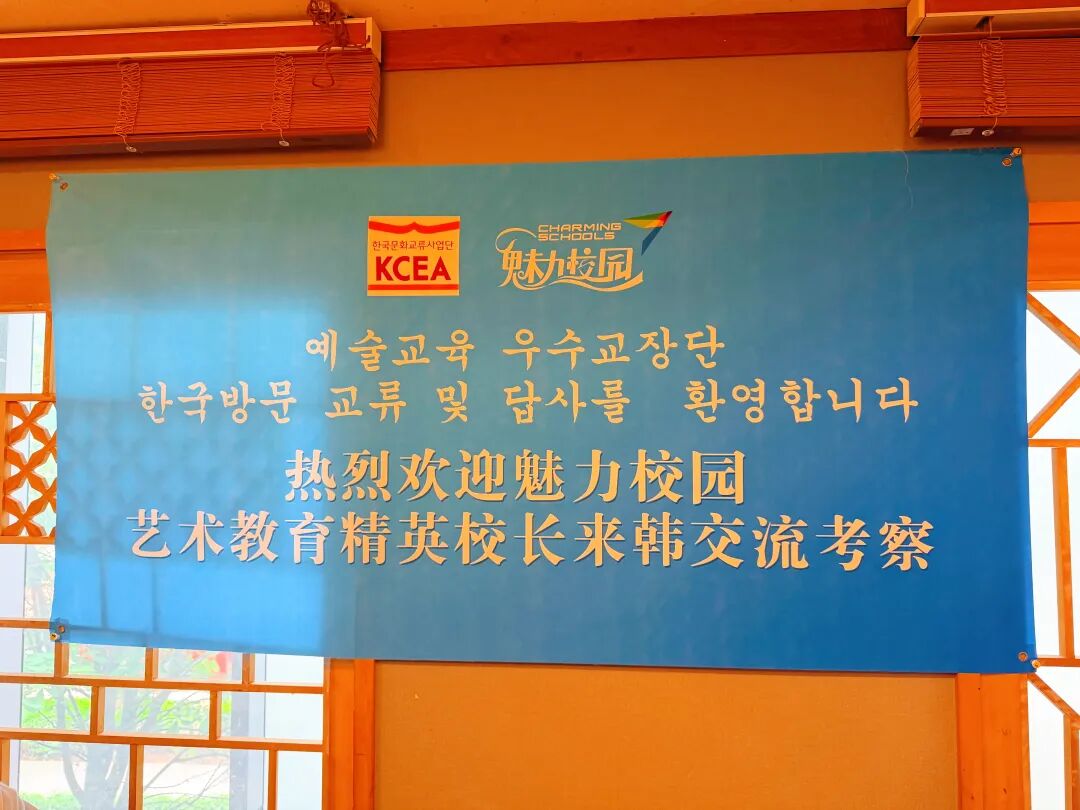 한국문화교류사업단
KCEA
CHARMING
SCHOOLS
魅力校园
예술교육 우수교장단
한국방문 교류 및 답사를 환영합니다
热烈欢迎魅力校园
艺术教育精英校长来韩交流考察